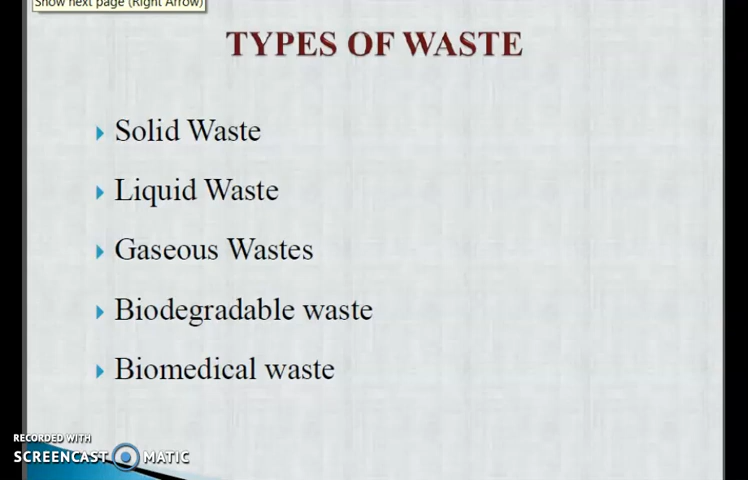 Show next page (Right Arrow)
TYPES OF WASTE
Solid Waste
Liquid Waste
Gaseous Wastes
Biodegradable waste
Biomedical waste
RECORDED WITH
SCREENCAST MATIC